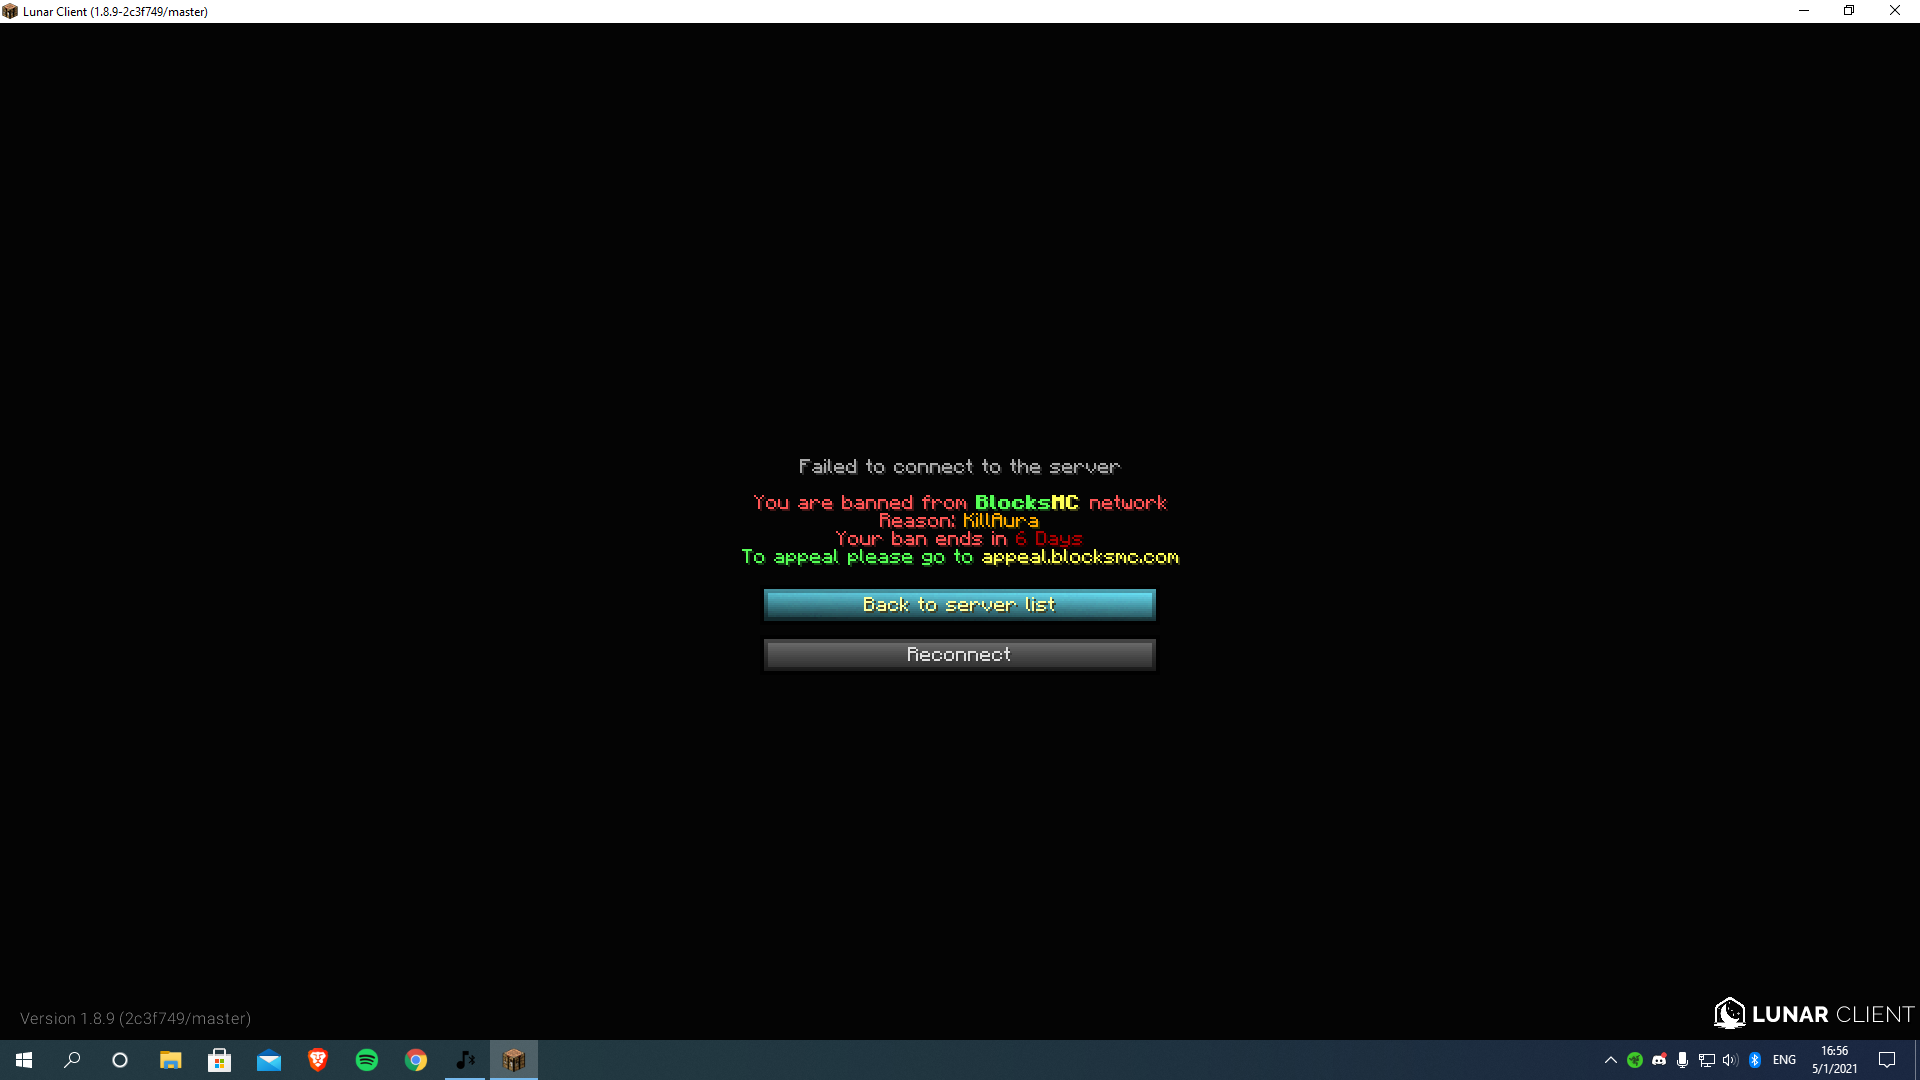 Lunar Client (1.8.9-2c3f749/master)
Failed to connect to the server
You are banned from BlocksMC network
Reason: KillAura
Your ban ends in 6 Days
To appeal please go to appeal.blocksmc.com
Back to server list
Reconnect
Version 1.8.9 (2c3f749/master)
LUNAR CLIENT
ENG
16:56
5/1/2021